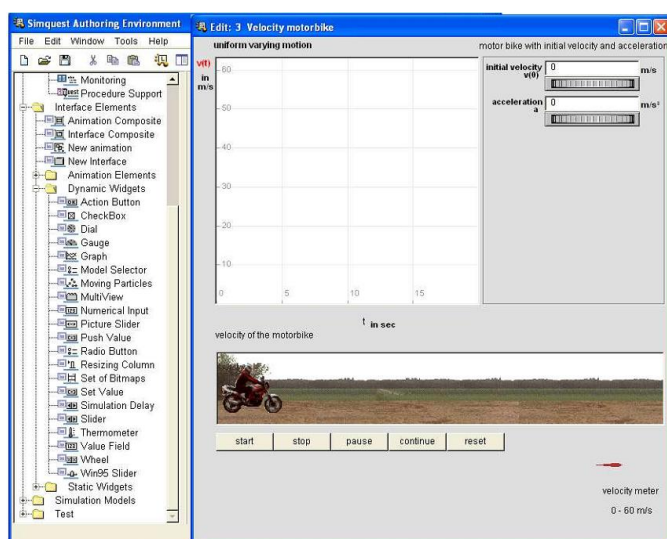 Simquest Authoring Environment
File Edit Window Tools Help
Monitoring
Procedure Support
Interface Elements
Animation Composite
Interface Composite
New animation
New Interface
Animation Elements
Dynamic Widgets
Action Button
CheckBox
Dial
Gauge
Graph
Model Selector
Moving Particles
MultiView
Numerical Input
Picture Slider
Push Value
Radio Button
Resizing Column
Set of Bitmaps
Set Value
Simulation Delay
Slider
Thermometer
Value Field
Wheel
Win95 Slider
Static Widgets
Simulation Models
Test
Edit: 3 Velocity motorbike
uniform varying motion
motor bike with initial velocity and acceleration
v(t)
in
m/s
60
50
40
30
20
10
0 5 10 15
t in sec
initial velocity 0 m/s
v(0)
acceleration 0 m/s²
a
velocity of the motorbike
start stop pause continue reset
velocity meter
0 - 60 m/s